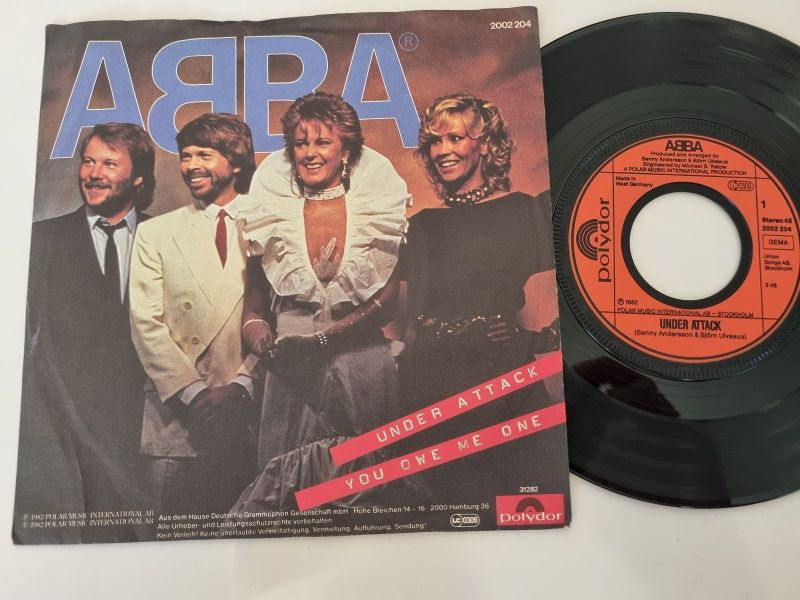 2002 204
ABBA®
UNDER ATTACK
YOU OWE ME ONE
31282
℗ 1982 POLAR MUSIC INTERNATIONAL AB
© 1982 POLAR MUSIC INTERNATIONAL AB
Aus dem Hause Deutsche Grammophon Gesellschaft mbH Hohe Bleichen 14 - 16 2000 Hamburg 36
Alle Urheber- und Leistungsschutzrechte vorbehalten
Kein Verleih! Keine unerlaubte Vervielfältigung, Vermietung, Aufführung, Sendung!
LC 0309
polydor
ABBA
Produced and Arranged by
Benny Andersson & Björn Ulvaeus
Engineered by Michael B. Tretow
A POLAR MUSIC INTERNATIONAL PRODUCTION
Made in
West Germany
LC 0309
1
Stereo 45
2002 204
GEMA
Union
Songs AB,
Stockholm
3:45
polydor
℗ 1982
POLAR MUSIC INTERNATIONAL AB – STOCKHOLM
UNDER ATTACK
(Benny Andersson & Björn Ulvaeus)